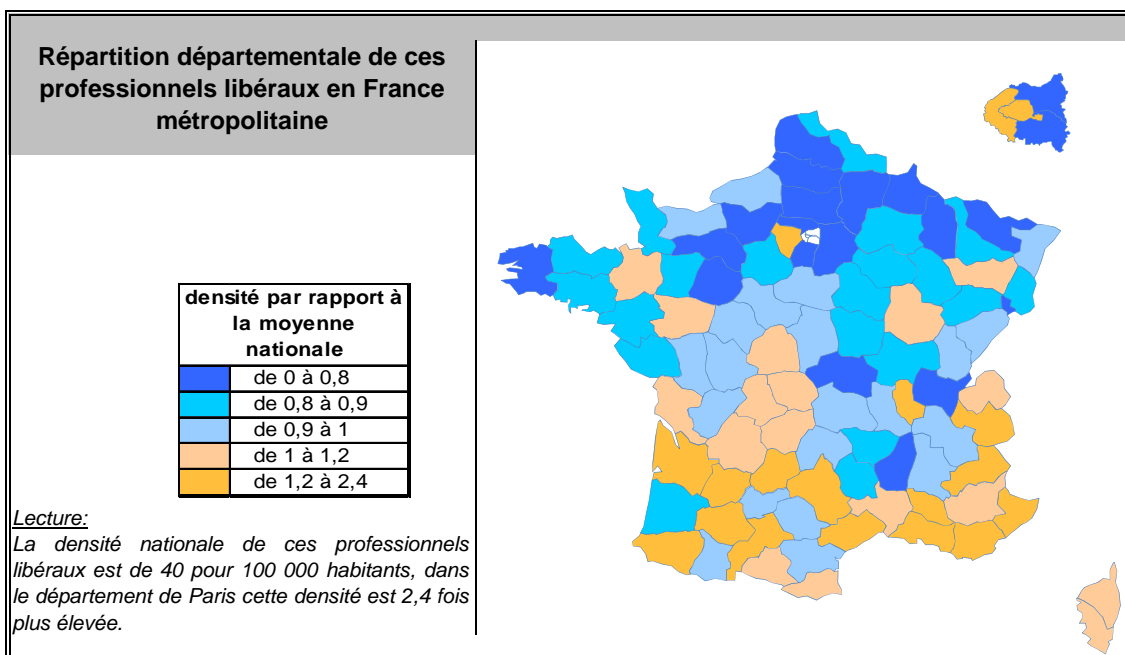 Répartition départementale de ces
professionnels libéraux en France
métropolitaine
densité par rapport à
la moyenne
nationale
de 0 à 0,8
de 0,8 à 0,9
de 0,9 à 1
de 1 à 1,2
de 1,2 à 2,4
Lecture:
La densité nationale de ces professionnels
libéraux est de 40 pour 100 000 habitants, dans
le département de Paris cette densité est 2,4 fois
plus élevée.